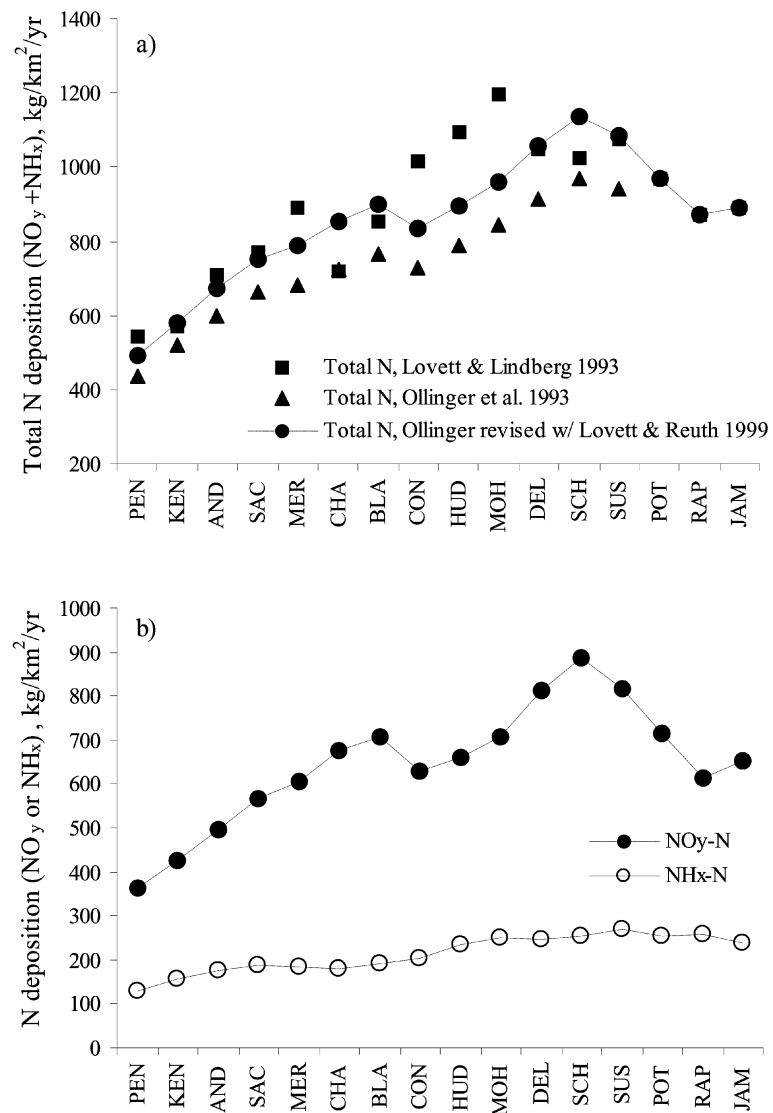 a)
Total N deposition (NOy +NHx), kg/km²/yr
1400
1200
1000
800
600
400
200
Total N, Lovett & Lindberg 1993
Total N, Ollinger et al. 1993
Total N, Ollinger revised w/ Lovett & Reuth 1999
PEN
KEN
AND
SAC
MER
CHA
BLA
CON
HUD
MOH
DEL
SCH
SUS
POT
RAP
JAM
b)
N deposition (NOy or NHx) , kg/km²/yr
1000
900
800
700
600
500
400
300
200
100
0
NOy-N
NHx-N
PEN
KEN
AND
SAC
MER
CHA
BLA
CON
HUD
MOH
DEL
SCH
SUS
POT
RAP
JAM